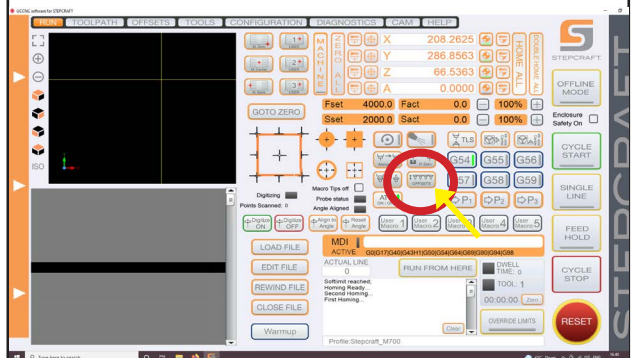 UCCNC software for STEPCRAFT
RUN TOOLPATH OFFSETS TOOLS CONFIGURATION DIAGNOSTICS CAM HELP
MACHINE
ZERO ALL
X 208.2625
Y 286.8563
Z 66.5363
A 0.0000
HOME ALL
DOUBLEHOME ALL
STEPCRAFT
OFFLINE MODE
GOTO ZERO
Fset 4000.0 Fact 0.0 100%
Sset 2000.0 Sact 0.0 100%
Enclosure
Safety On
TLS
CYCLE START
G54 G55 G56
OFFSETS
G57 G58 G59
ISO
Digitizing
Points Scanned: 0
Macro Tips off
Probe status
Angle Aligned
P1 P2 P3
SINGLE LINE
Digitize ON
Digitize OFF
Align to Angle
Reset Angle
User Macro 1
User Macro 2
User Macro 3
User Macro 4
User Macro 5
FEED HOLD
MDI
ACTIVE: G0|G17|G40|G43H1|G50|G54|G64|G69|G80|G94|G98
LOAD FILE
EDIT FILE
REWIND FILE
CLOSE FILE
Warmup
ACTUAL LINE
0
RUN FROM HERE
DWELL
TIME: 0
TOOL: 1
00:00:00 Zero
CYCLE STOP
Softlimit reached;
Homing Ready...
Second Homing...
First Homing...
Clear
OVERRIDE LIMITS
RESET
Profile:Stepcraft_M700
Type here to search
16:40